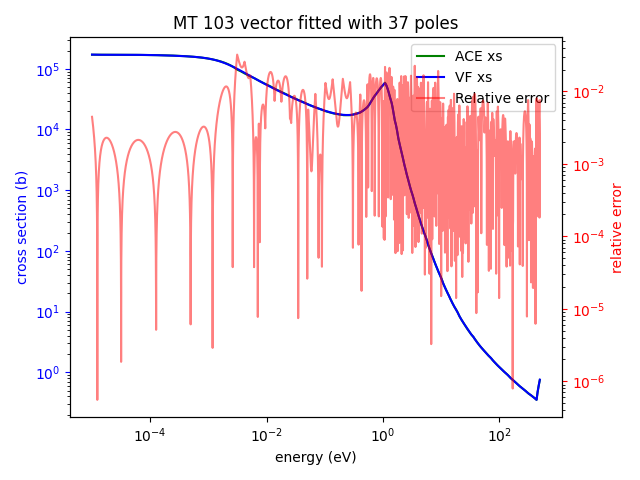 MT 103 vector fitted with 37 poles
ACE xs
VF xs
Relative error
cross section (b)
10^5
10^4
10^3
10^2
10^1
10^0
10^-2
10^-3
10^-4
10^-5
10^-6
relative error
10^-4 10^-2 10^0 10^2
energy (eV)